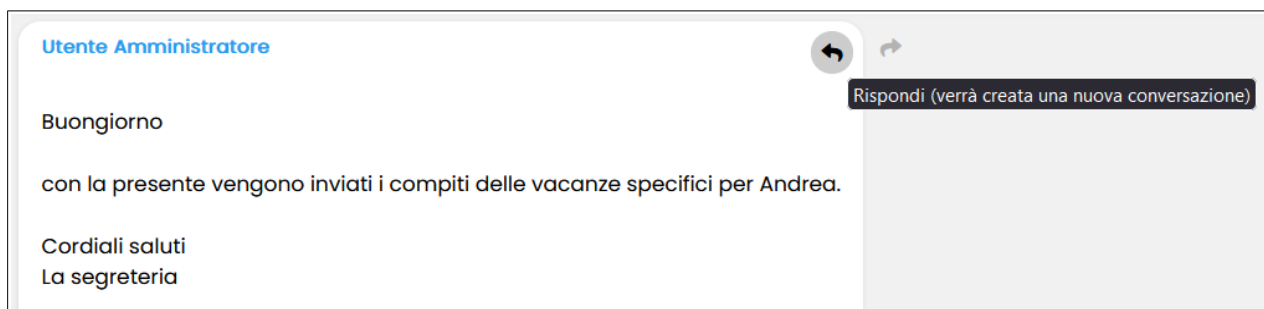 Utente Amministratore
Rispondi (verrà creata una nuova conversazione)
Buongiorno
con la presente vengono inviati i compiti delle vacanze specifici per Andrea.
Cordiali saluti
La segreteria